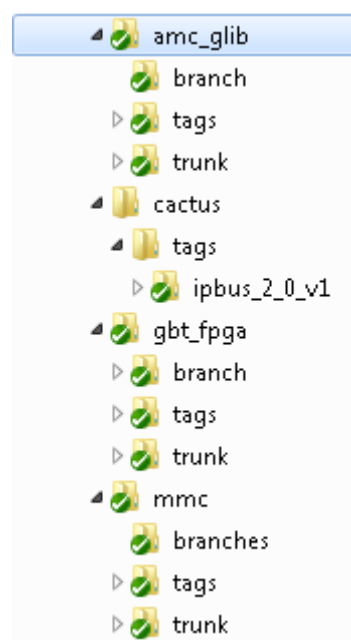 amc_glib
branch
tags
trunk
cactus
tags
ipbus_2_0_v1
gbt_fpga
branch
tags
trunk
mmc
branches
tags
trunk